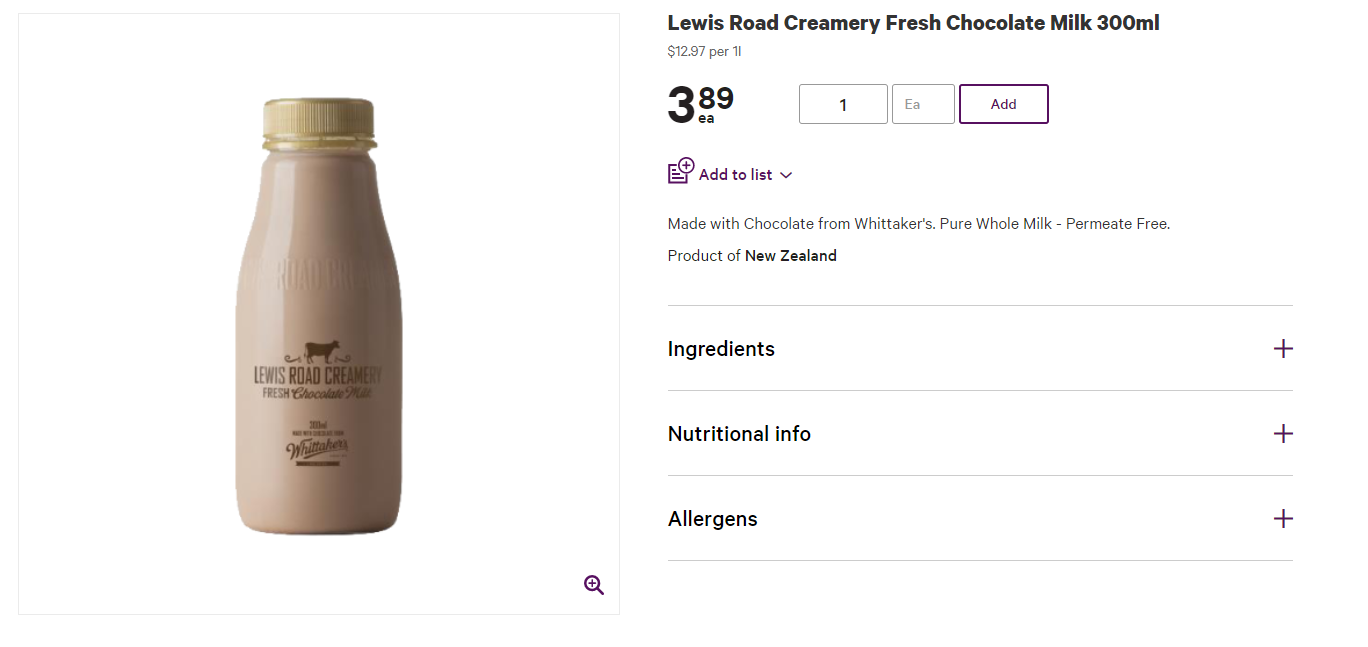 Lewis Road Creamery Fresh Chocolate Milk 300ml
$12.97 per 1l
3 89
ea
1
Ea
Add
Add to list
Made with Chocolate from Whittaker's. Pure Whole Milk - Permeate Free.
Product of New Zealand
Ingredients
Nutritional info
Allergens
ROAD CREA
LEWIS ROAD CREAMERY
FRESH Chocolate Milk
300ml
MADE WITH CHOCOLATE FROM
Whittaker's